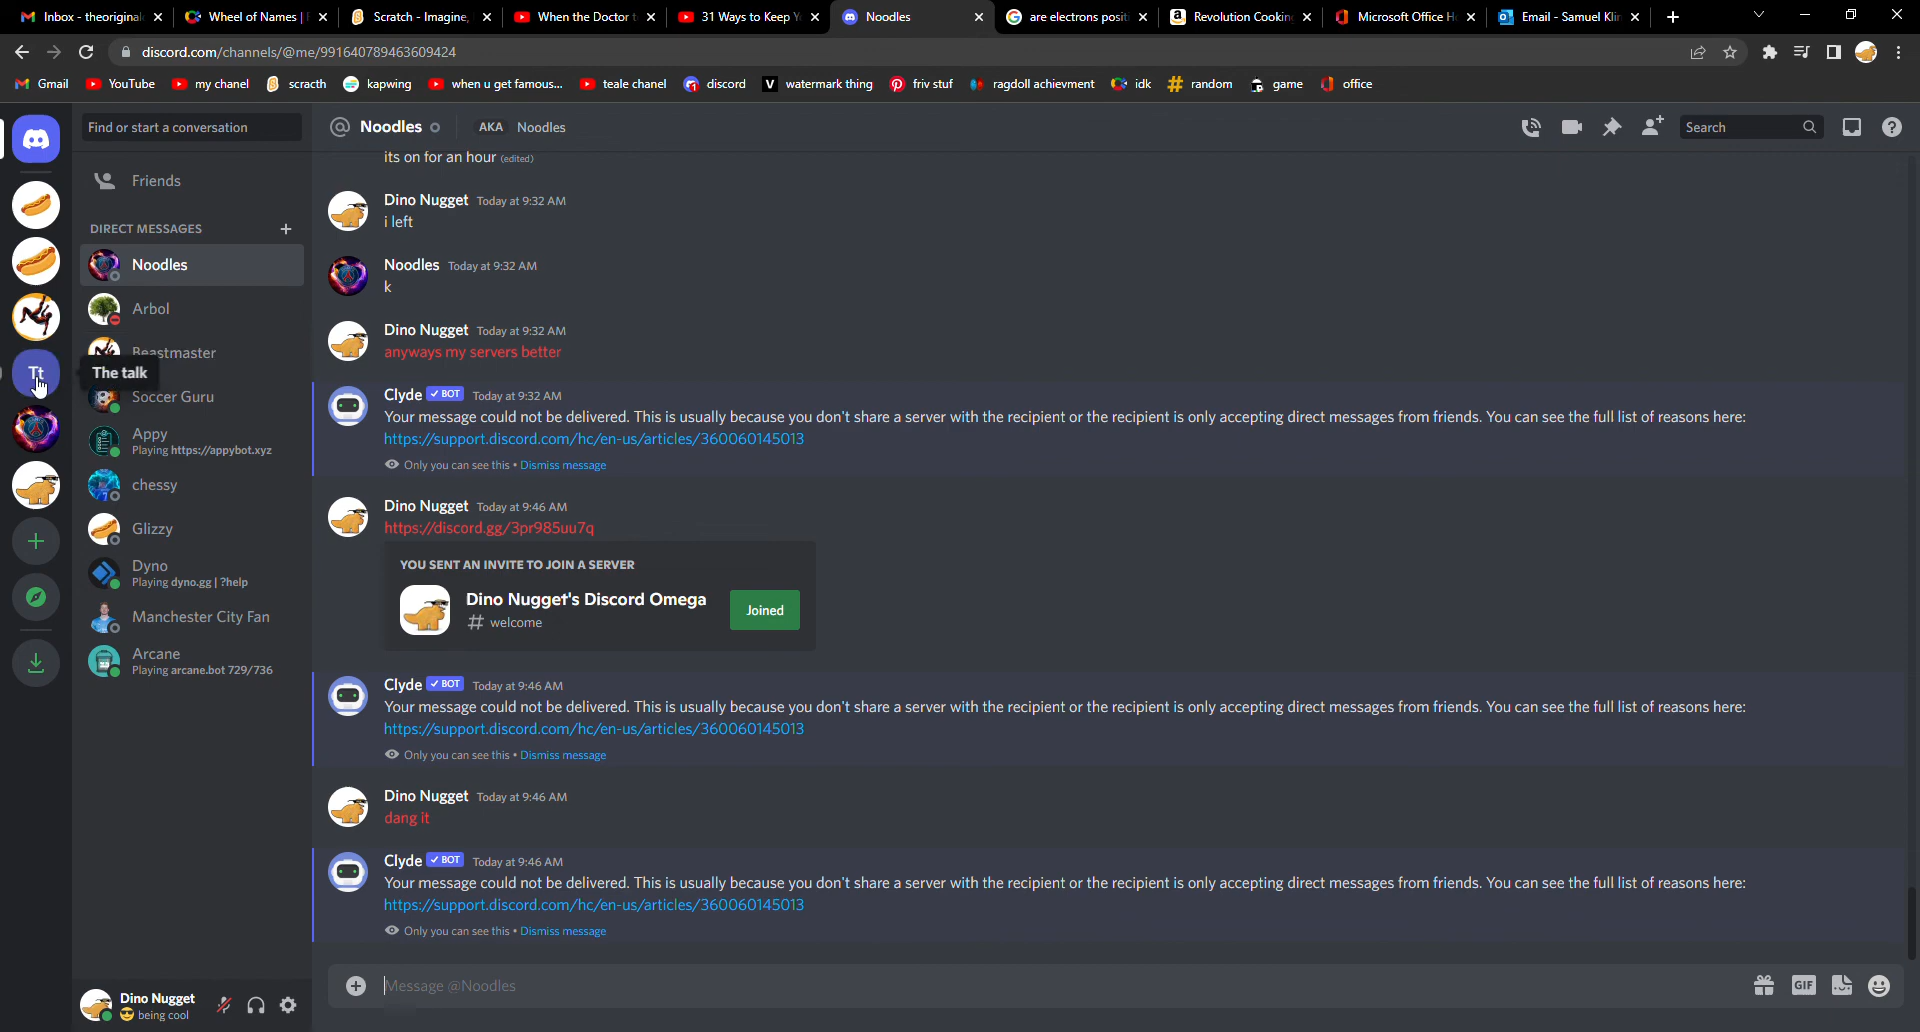 Inbox - theoriginal
Wheel of Names |
Scratch - Imagine,
When the Doctor
31 Ways to Keep
Noodles
are electrons posit
Revolution Cookin
Microsoft Office H
Email - Samuel Kli
discord.com/channels/@me/991640789463609424
Gmail
YouTube
my chanel
scracth
kapwing
when u get famous...
teale chanel
discord
watermark thing
friv stuf
ragdoll achievment
idk
random
game
office
Find or start a conversation
@ Noodles
AKA Noodles
Search
Friends
DIRECT MESSAGES
Noodles
Arbol
Beastmaster
Tt
The talk
Soccer Guru
Appy
Playing https://appybot.xyz
chessy
Glizzy
Dyno
Playing dyno.gg | ?help
Manchester City Fan
Arcane
Playing arcane.bot 729/736
Dino Nugget
being cool
its on for an hour (edited)
Dino Nugget Today at 9:32 AM
i left
Noodles Today at 9:32 AM
k
Dino Nugget Today at 9:32 AM
anyways my servers better
Clyde ✓ BOT Today at 9:32 AM
Your message could not be delivered. This is usually because you don't share a server with the recipient or the recipient is only accepting direct messages from friends. You can see the full list of reasons here:
https://support.discord.com/hc/en-us/articles/360060145013
Only you can see this • Dismiss message
Dino Nugget Today at 9:46 AM
https://discord.gg/3pr985uu7q
YOU SENT AN INVITE TO JOIN A SERVER
Dino Nugget's Discord Omega
# welcome
Joined
Clyde ✓ BOT Today at 9:46 AM
Your message could not be delivered. This is usually because you don't share a server with the recipient or the recipient is only accepting direct messages from friends. You can see the full list of reasons here:
https://support.discord.com/hc/en-us/articles/360060145013
Only you can see this • Dismiss message
Dino Nugget Today at 9:46 AM
dang it
Clyde ✓ BOT Today at 9:46 AM
Your message could not be delivered. This is usually because you don't share a server with the recipient or the recipient is only accepting direct messages from friends. You can see the full list of reasons here:
https://support.discord.com/hc/en-us/articles/360060145013
Only you can see this • Dismiss message
Message @Noodles
GIF